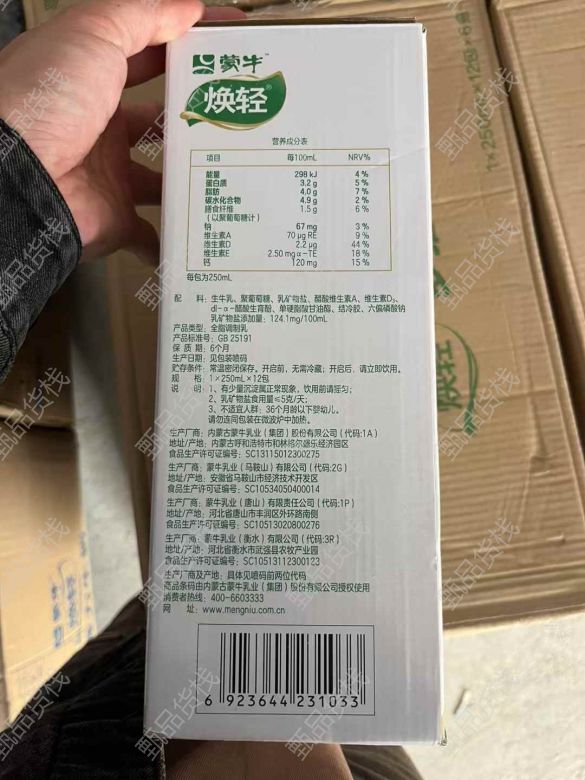 蒙牛™
焕轻®
营养成分表
项目 每100mL NRV%
能量 298 kJ 4 %
蛋白质 3.2 g 5 %
脂肪 4.0 g 7 %
碳水化合物 4.9 g 2 %
膳食纤维 1.5 g 6 %
(以聚葡萄糖计)
钠 67 mg 3 %
维生素A 70 μg RE 9 %
维生素D 2.2 μg 44 %
维生素E 2.50 mg α-TE 18 %
钙 120 mg 15 %
每包为250mL
配 料:生牛乳、聚葡萄糖、乳矿物盐、醋酸维生素A、维生素D₃、
dl-α-醋酸生育酚、单硬脂酸甘油酯、结冷胶、六偏磷酸钠
乳矿物盐添加量:124.1mg/100mL
产品类型:全脂调制乳
产品标准号:GB 25191
保 质 期:6个月
生产日期:见包装喷码
贮存条件:常温密闭保存。开启前,无需冷藏;开启后,请立即饮用。
规 格:1×250mL×12包
说 明:1、有少量沉淀属正常现象,饮用前请摇匀;
2、乳矿物盐食用量≤5克/天;
3、不适宜人群:36个月龄以下婴幼儿。
请勿连同包装在微波炉中加热。
生产厂商:内蒙古蒙牛乳业(集团)股份有限公司(代码:1A)
地址/产地:内蒙古呼和浩特市和林格尔盛乐经济园区
食品生产许可证编号:SC13115012300275
生产厂商:蒙牛乳业(马鞍山)有限公司(代码:2G)
地址/产地:安徽省马鞍山市经济技术开发区
食品生产许可证编号:SC10534050400014
生产厂商:蒙牛乳业(唐山)有限责任公司(代码:1P)
地址/产地:河北省唐山市丰润区外环路南侧
食品生产许可证编号:SC10513020800276
生产厂商:蒙牛乳业(衡水)有限公司(代码:3R)
地址/产地:河北省衡水市武强县农牧产业园
食品生产许可证编号:SC10513112300123
生产厂商及产地:具体见喷码前两位代码
商品条码由内蒙古蒙牛乳业(集团)股份有限公司授权使用
消费者热线:400-6603333
网 址:www.mengniu.com.cn
6 923644 231033
焕轻
甄品货栈